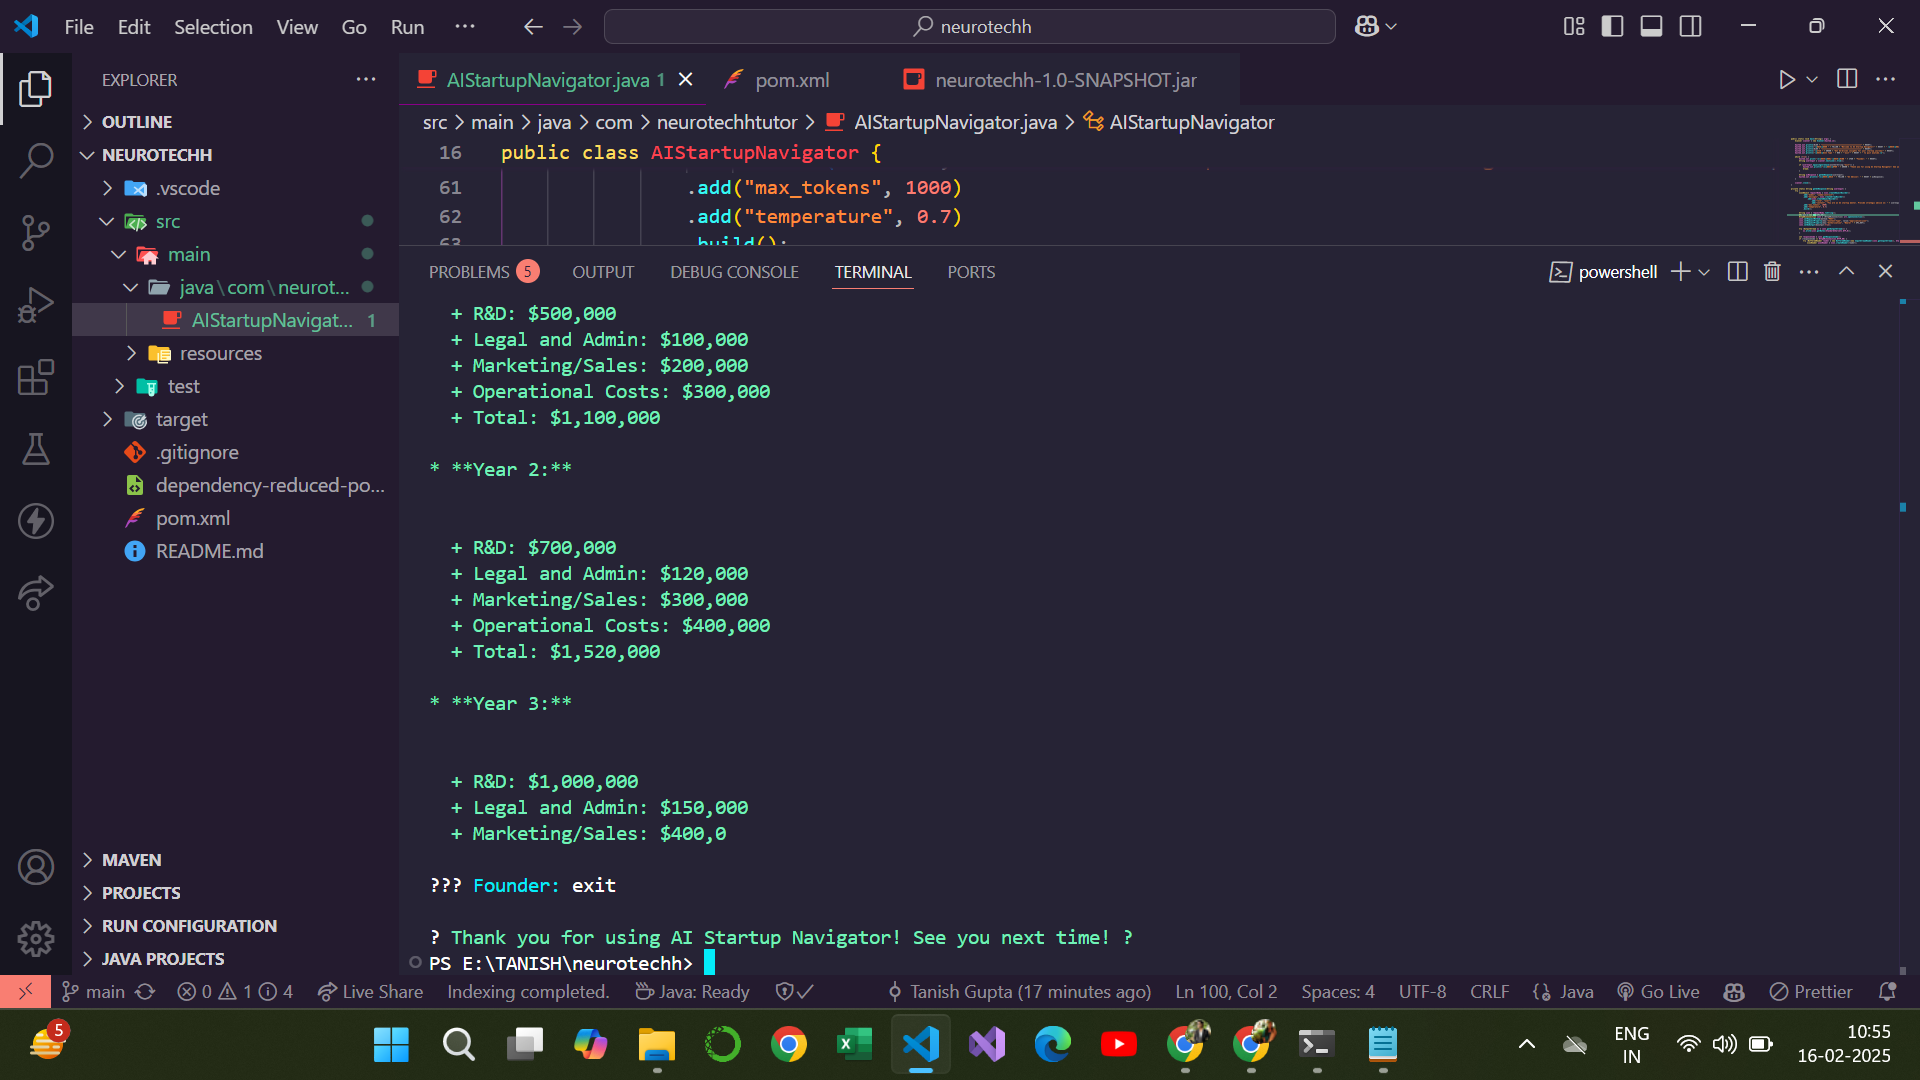 File Edit Selection View Go Run ···
neurotechh
EXPLORER
OUTLINE
NEUROTECHH
.vscode
src
main
java\com\neurot...
AIStartupNavigat... 1
resources
test
target
.gitignore
dependency-reduced-po...
pom.xml
README.md
MAVEN
PROJECTS
RUN CONFIGURATION
JAVA PROJECTS
AIStartupNavigator.java 1
pom.xml
neurotechh-1.0-SNAPSHOT.jar
src > main > java > com > neurotechhtutor > AIStartupNavigator.java > AIStartupNavigator
16 public class AIStartupNavigator {
61 .add("max_tokens", 1000)
62 .add("temperature", 0.7)
63 .build();
PROBLEMS 5 OUTPUT DEBUG CONSOLE TERMINAL PORTS
powershell
+ R&D: $500,000
+ Legal and Admin: $100,000
+ Marketing/Sales: $200,000
+ Operational Costs: $300,000
+ Total: $1,100,000
* **Year 2:**
+ R&D: $700,000
+ Legal and Admin: $120,000
+ Marketing/Sales: $300,000
+ Operational Costs: $400,000
+ Total: $1,520,000
* **Year 3:**
+ R&D: $1,000,000
+ Legal and Admin: $150,000
+ Marketing/Sales: $400,0
??? Founder: exit
? Thank you for using AI Startup Navigator! See you next time! ?
PS E:\TANISH\neurotechh>
main 0 1 4 Live Share Indexing completed. Java: Ready Tanish Gupta (17 minutes ago) Ln 100, Col 2 Spaces: 4 UTF-8 CRLF Java Go Live Prettier
5
ENG
IN
10:55
16-02-2025